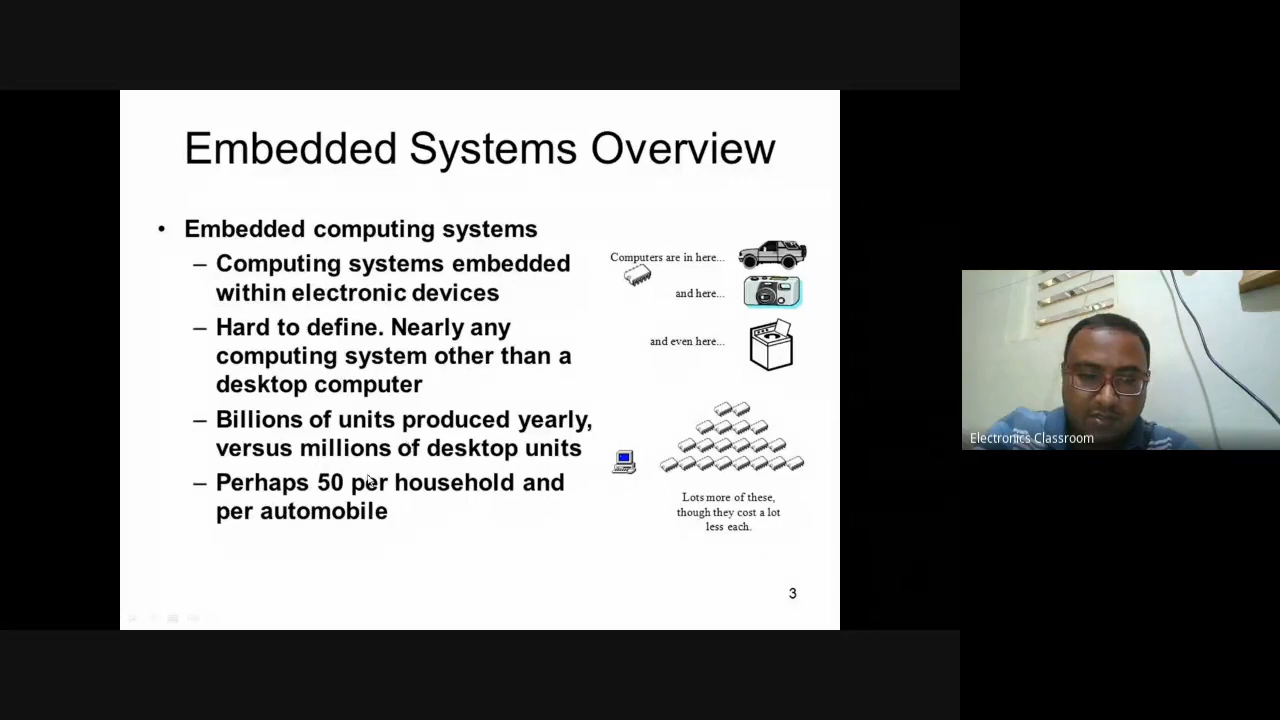 Embedded Systems Overview
• Embedded computing systems
– Computing systems embedded
within electronic devices
– Hard to define. Nearly any
computing system other than a
desktop computer
– Billions of units produced yearly,
versus millions of desktop units
– Perhaps 50 per household and
per automobile
Computers are in here...
and here...
and even here...
Lots more of these,
though they cost a lot
less each.
3
Electronics Classroom